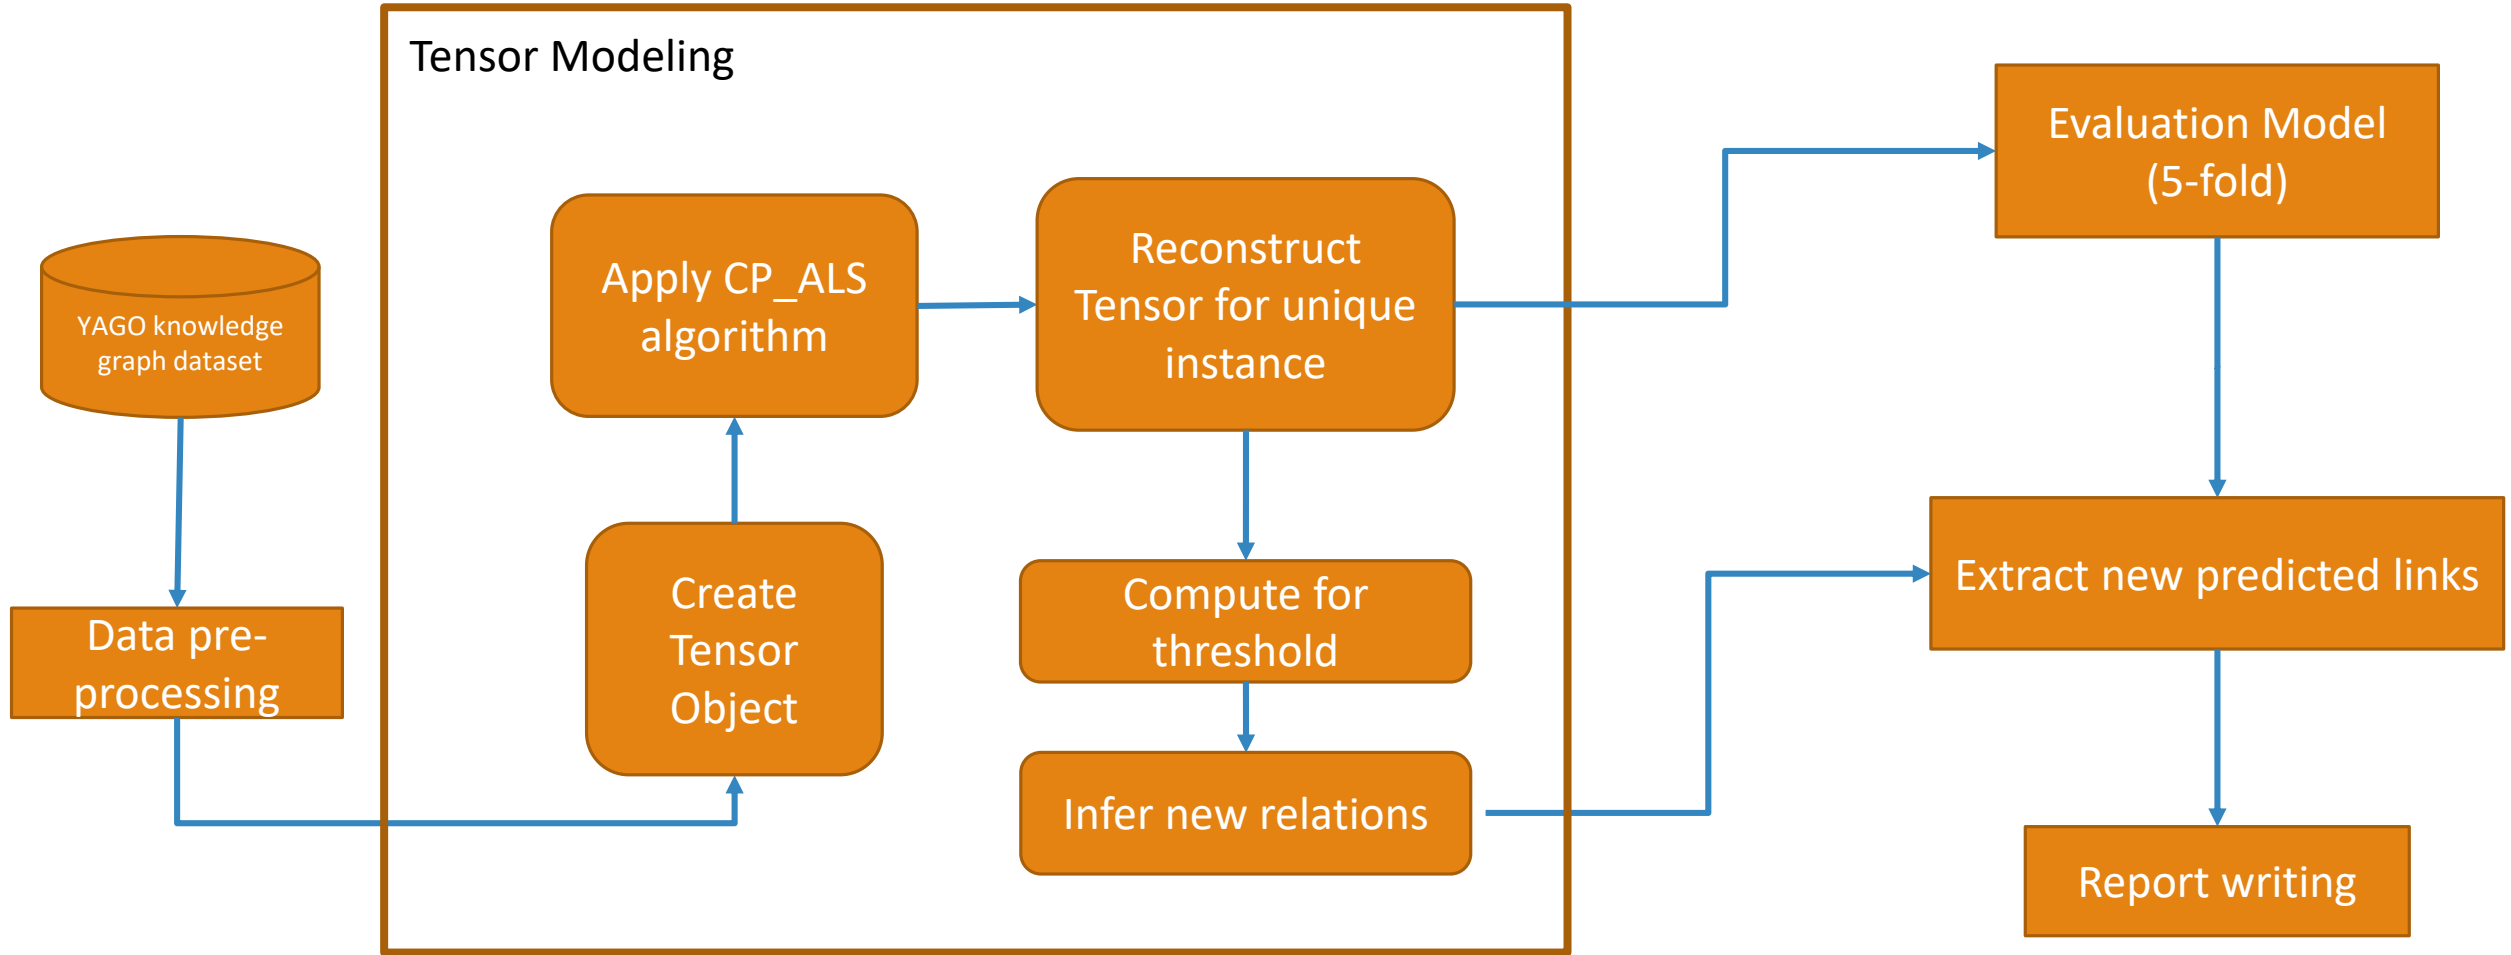 Tensor Modeling
YAGO knowledge
graph dataset
Data pre-
processing
Create
Tensor
Object
Apply CP_ALS
algorithm
Reconstruct
Tensor for unique
instance
Compute for
threshold
Infer new relations
Evaluation Model
(5-fold)
Extract new predicted links
Report writing